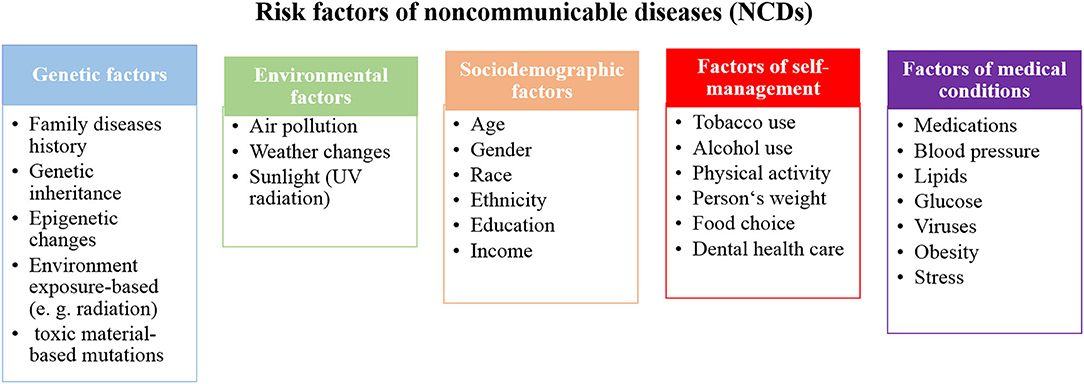 Risk factors of noncommunicable diseases (NCDs)
Genetic factors
• Family diseases
history
• Genetic
inheritance
• Epigenetic
changes
• Environment
exposure-based
(e. g. radiation)
• toxic material-
based mutations
Environmental
factors
• Air pollution
• Weather changes
• Sunlight (UV
radiation)
Sociodemographic
factors
• Age
• Gender
• Race
• Ethnicity
• Education
• Income
Factors of self-
management
• Tobacco use
• Alcohol use
• Physical activity
• Person‘s weight
• Food choice
• Dental health care
Factors of medical
conditions
• Medications
• Blood pressure
• Lipids
• Glucose
• Viruses
• Obesity
• Stress